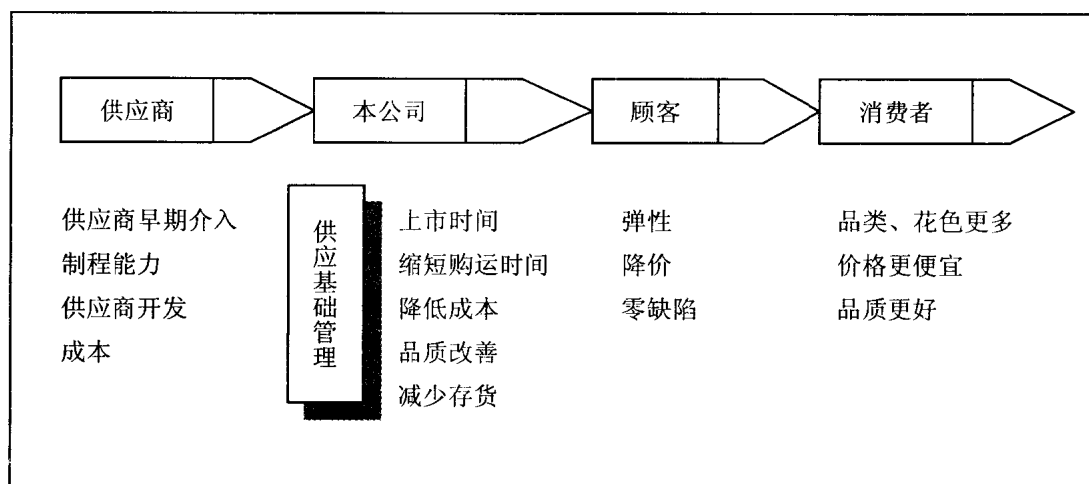 供应商
本公司
顾客
消费者
供应商早期介入
制程能力
供应商开发
成本
供应基础管理
上市时间
缩短购运时间
降低成本
品质改善
减少存货
弹性
降价
零缺陷
品类、花色更多
价格更便宜
品质更好